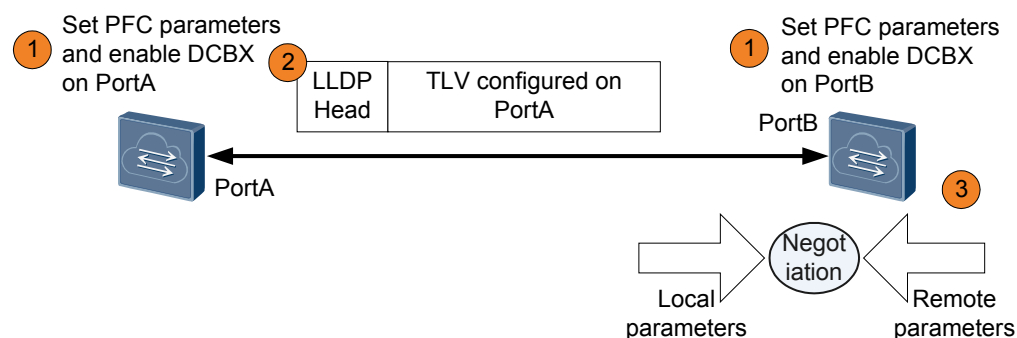 1
Set PFC parameters
and enable DCBX
on PortA
2
LLDP
Head
TLV configured on
PortA
1
Set PFC parameters
and enable DCBX
on PortB
PortB
PortA
3
Negot
iation
Local
parameters
Remote
parameters